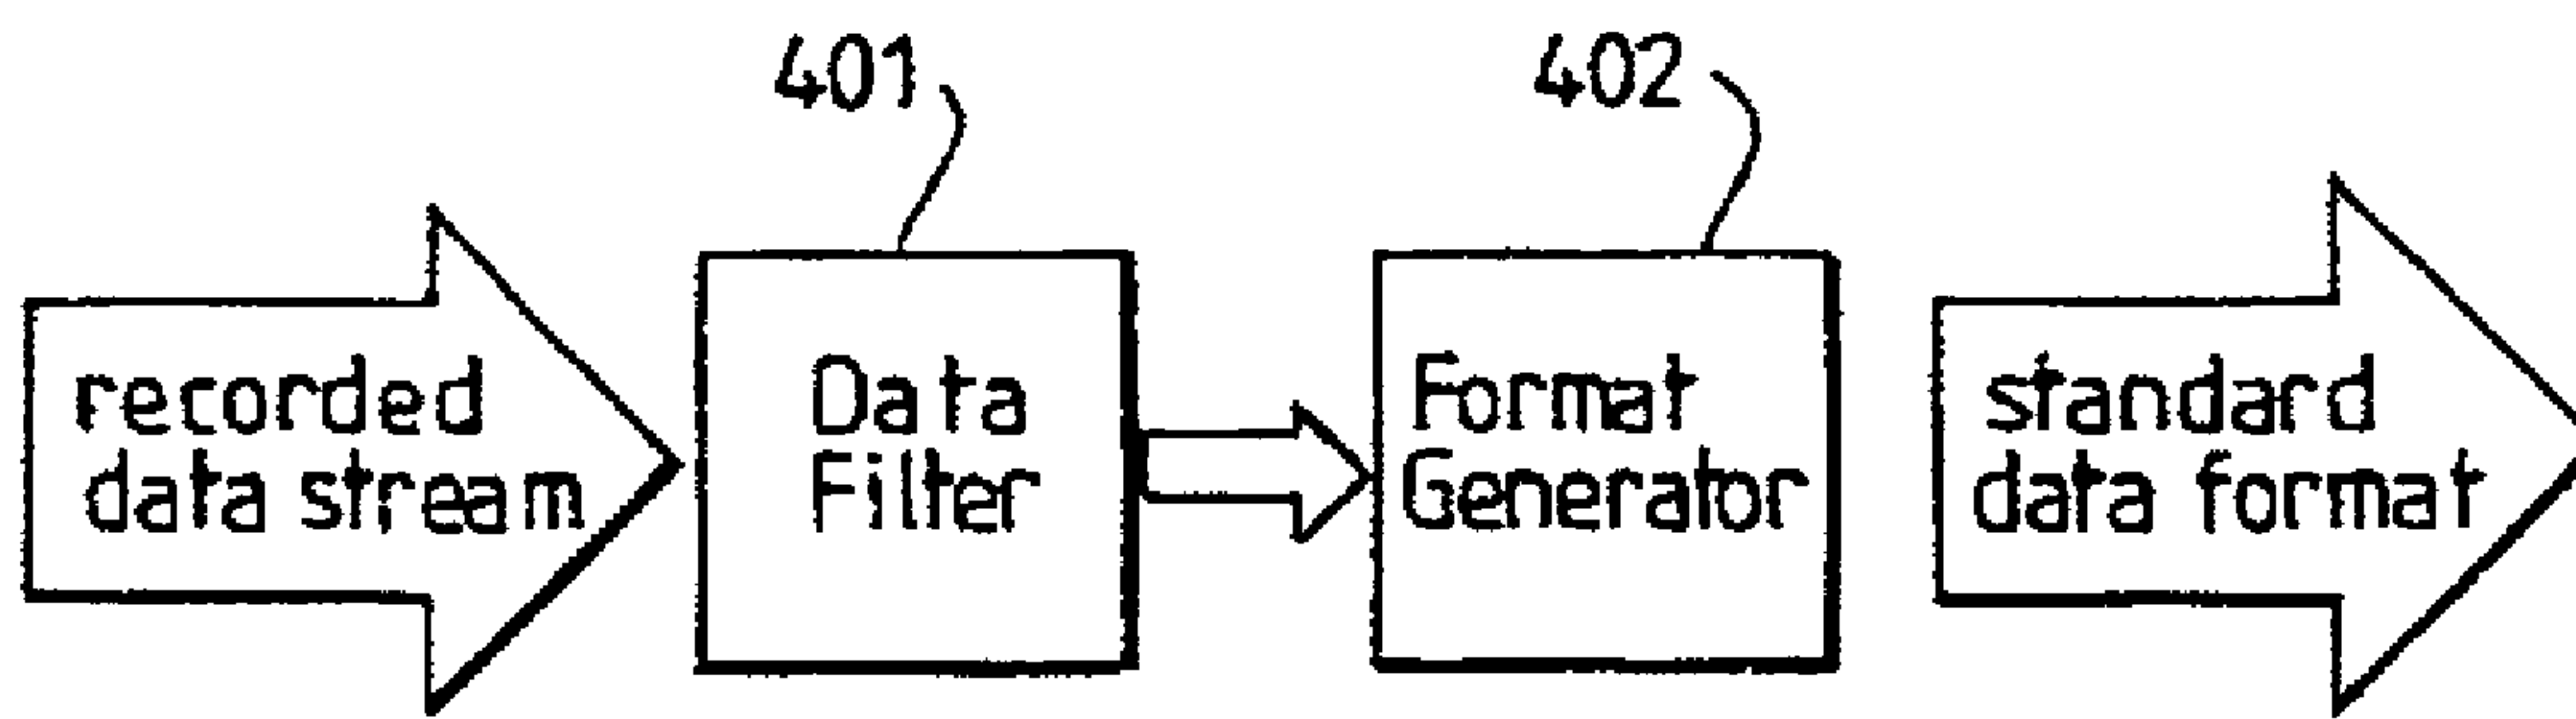 401
402
recorded
data stream
Data
Filter
Format
Generator
standard
data format